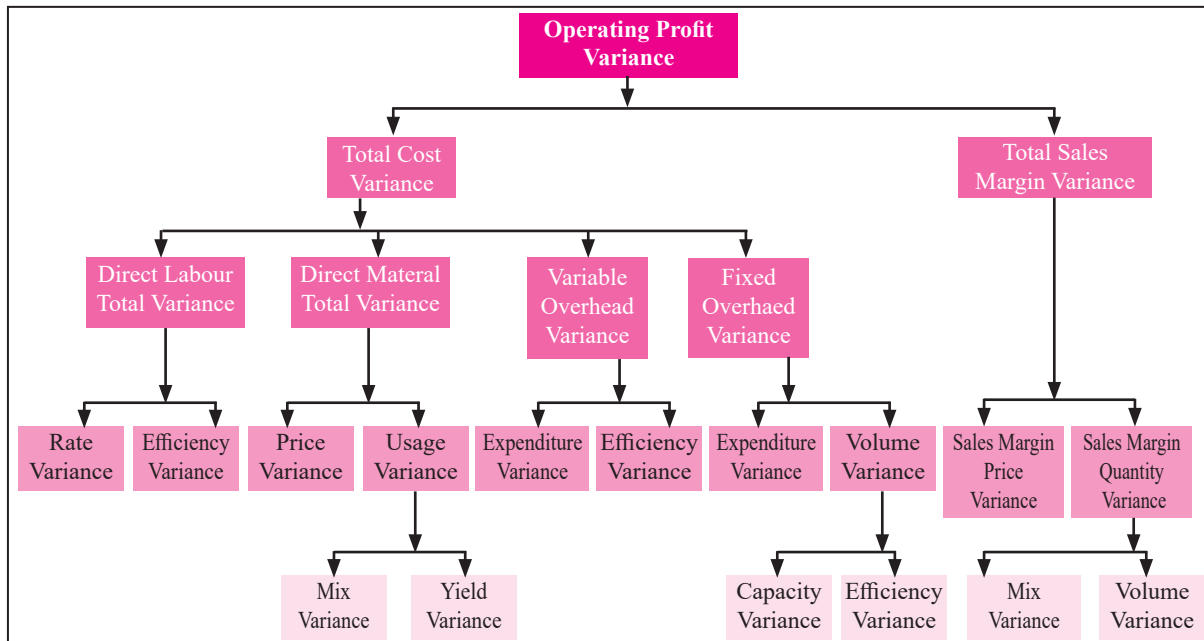 Operating Profit
Variance
Total Cost
Variance
Total Sales
Margin Variance
Direct Labour
Total Variance
Direct Materal
Total Variance
Variable
Overhead
Variance
Fixed
Overhaed
Variance
Rate
Variance
Efficiency
Variance
Price
Variance
Usage
Variance
Expenditure
Variance
Efficiency
Variance
Expenditure
Variance
Volume
Variance
Sales Margin
Price
Variance
Sales Margin
Quantity
Variance
Mix
Variance
Yield
Variance
Capacity
Variance
Efficiency
Variance
Mix
Variance
Volume
Variance